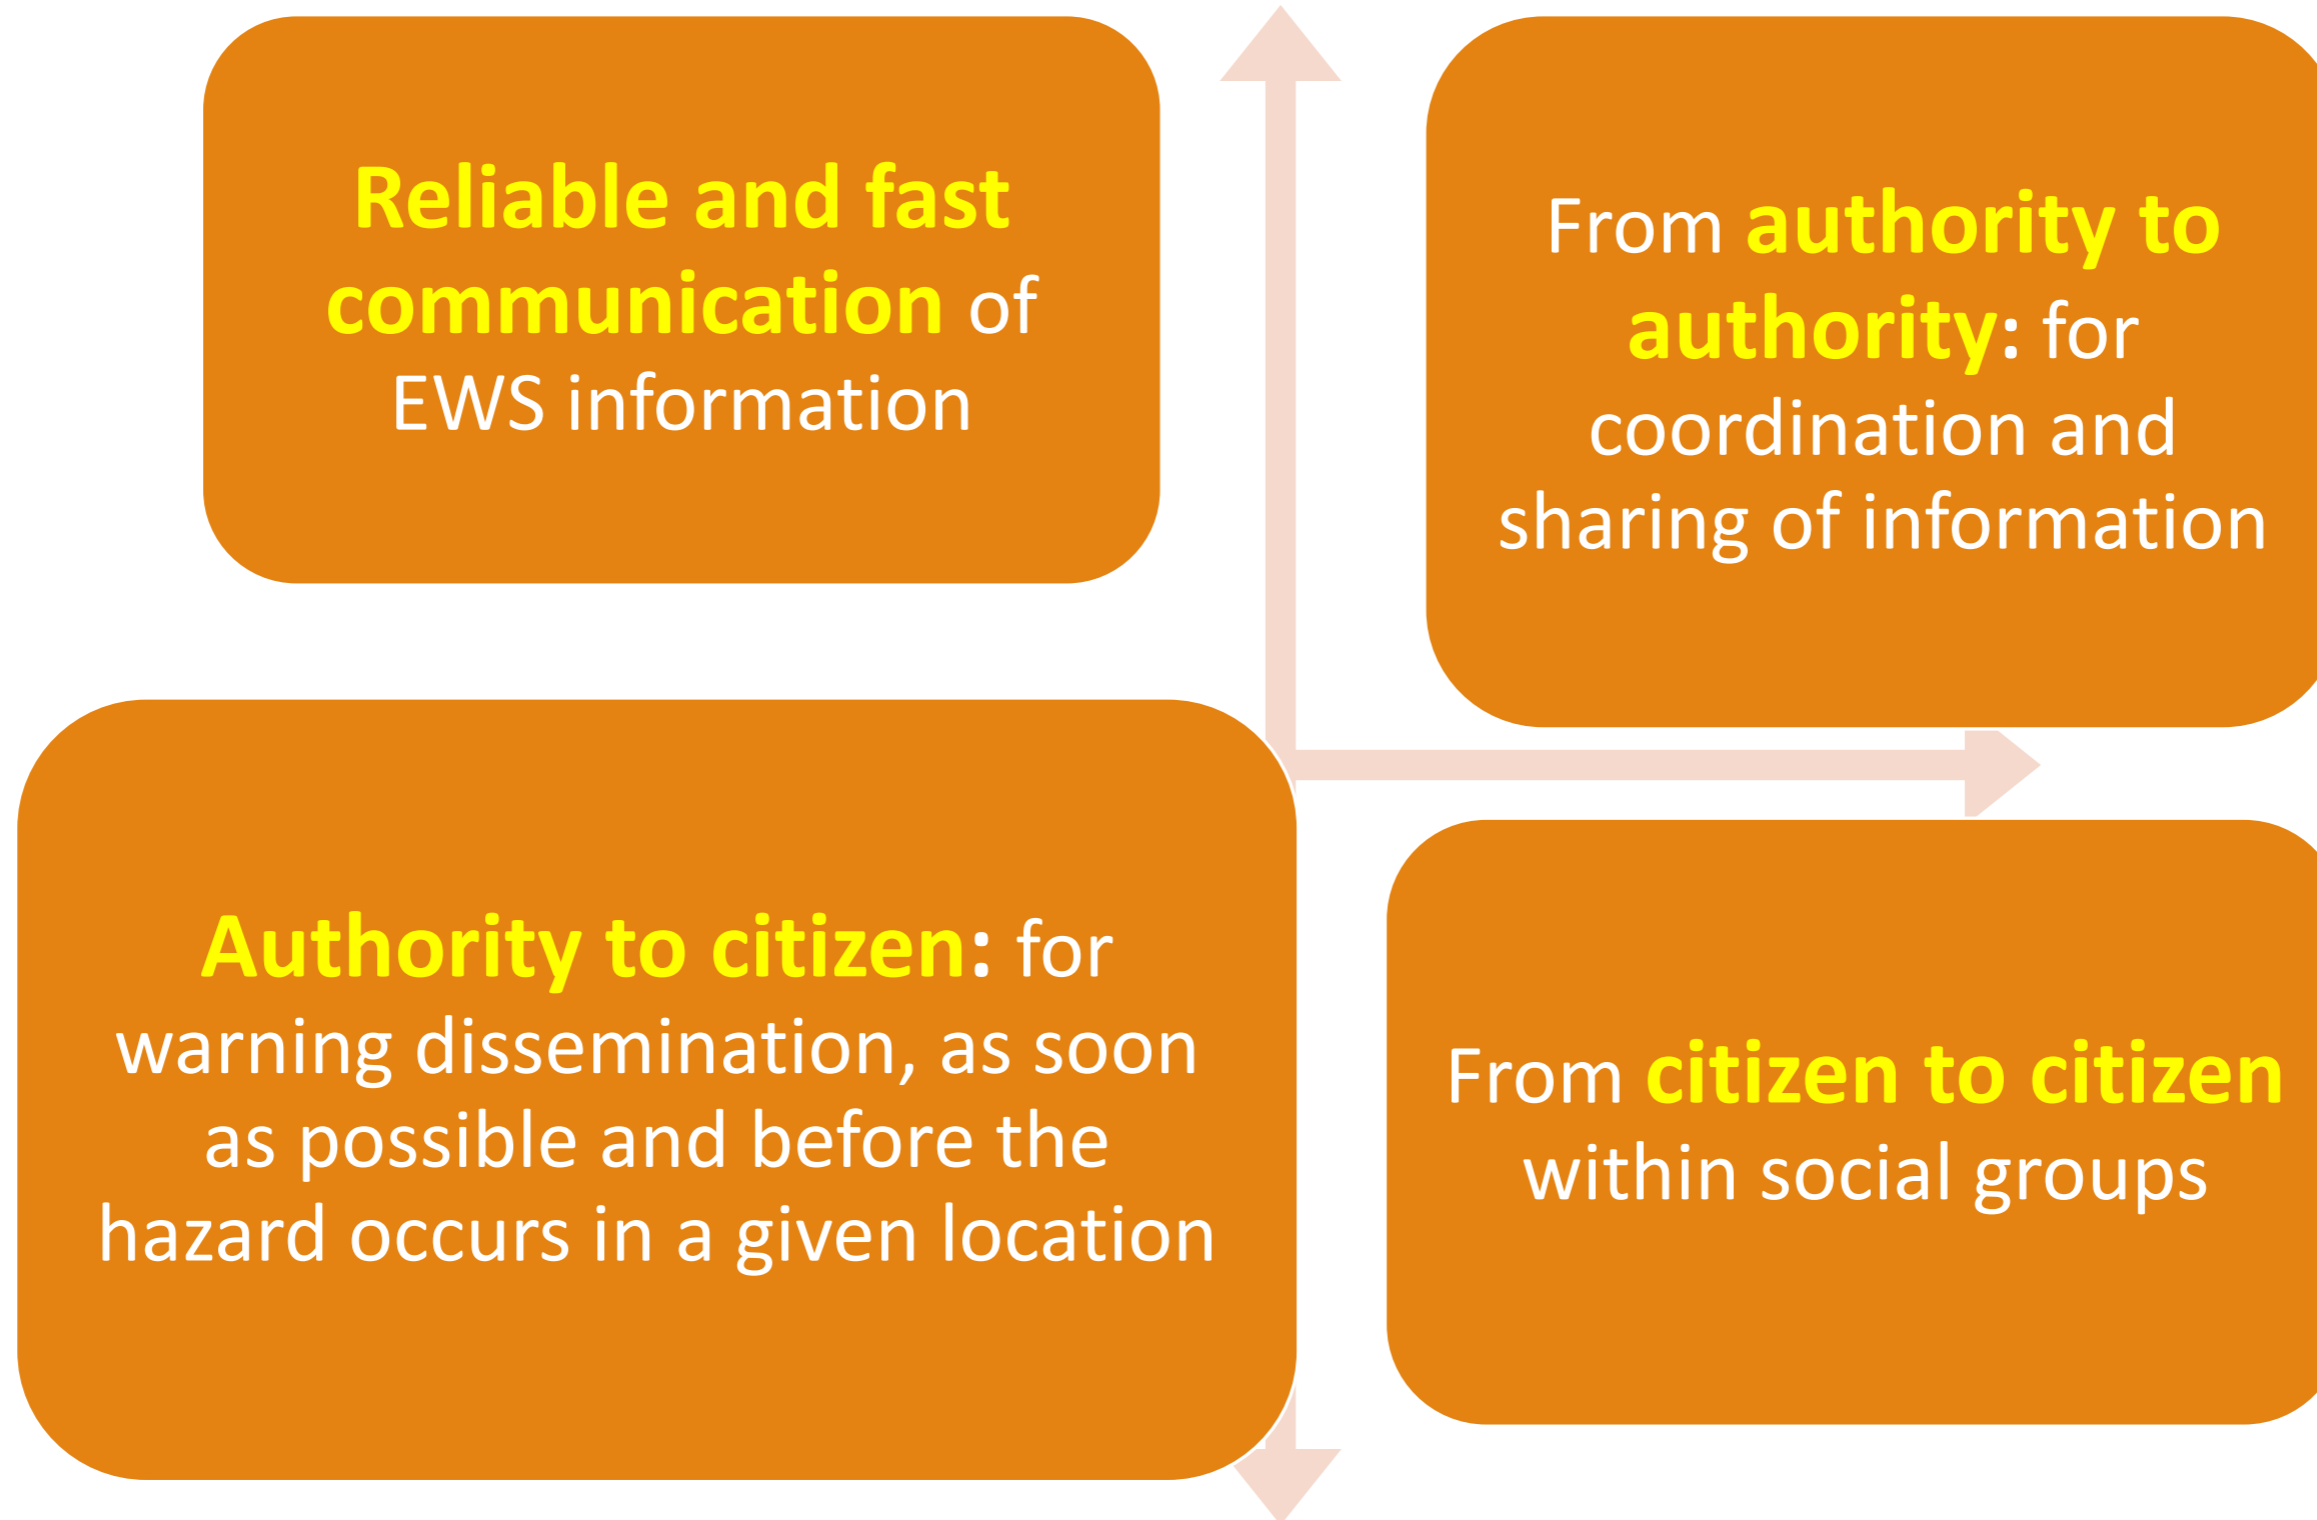 Reliable and fast
communication of
EWS information
From authority to
authority: for
coordination and
sharing of information
Authority to citizen: for
warning dissemination, as soon
as possible and before the
hazard occurs in a given location
From citizen to citizen
within social groups